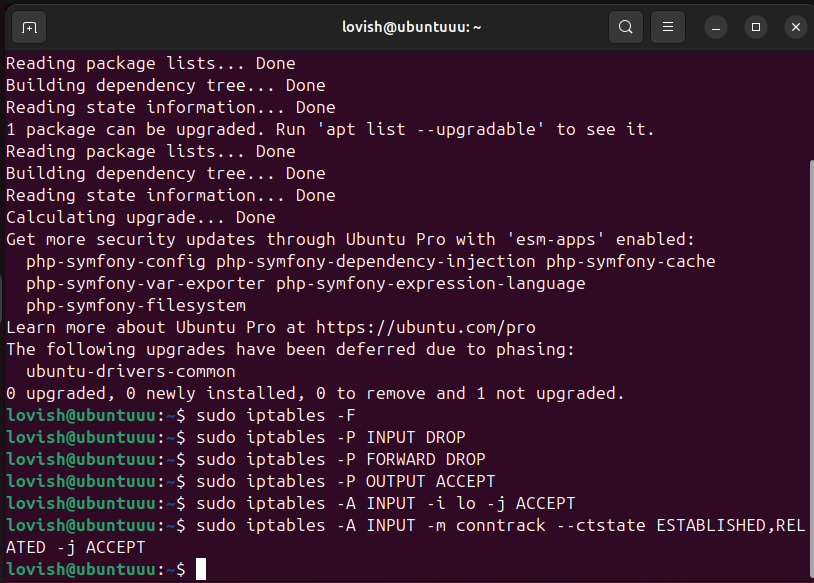 lovish@ubuntuuu: ~
Reading package lists... Done
Building dependency tree... Done
Reading state information... Done
1 package can be upgraded. Run 'apt list --upgradable' to see it.
Reading package lists... Done
Building dependency tree... Done
Reading state information... Done
Calculating upgrade... Done
Get more security updates through Ubuntu Pro with 'esm-apps' enabled:
  php-symfony-config php-symfony-dependency-injection php-symfony-cache
  php-symfony-var-exporter php-symfony-expression-language
  php-symfony-filesystem
Learn more about Ubuntu Pro at https://ubuntu.com/pro
The following upgrades have been deferred due to phasing:
  ubuntu-drivers-common
0 upgraded, 0 newly installed, 0 to remove and 1 not upgraded.
lovish@ubuntuuu:~$ sudo iptables -F
lovish@ubuntuuu:~$ sudo iptables -P INPUT DROP
lovish@ubuntuuu:~$ sudo iptables -P FORWARD DROP
lovish@ubuntuuu:~$ sudo iptables -P OUTPUT ACCEPT
lovish@ubuntuuu:~$ sudo iptables -A INPUT -i lo -j ACCEPT
lovish@ubuntuuu:~$ sudo iptables -A INPUT -m conntrack --ctstate ESTABLISHED,REL
ATED -j ACCEPT
lovish@ubuntuuu:~$